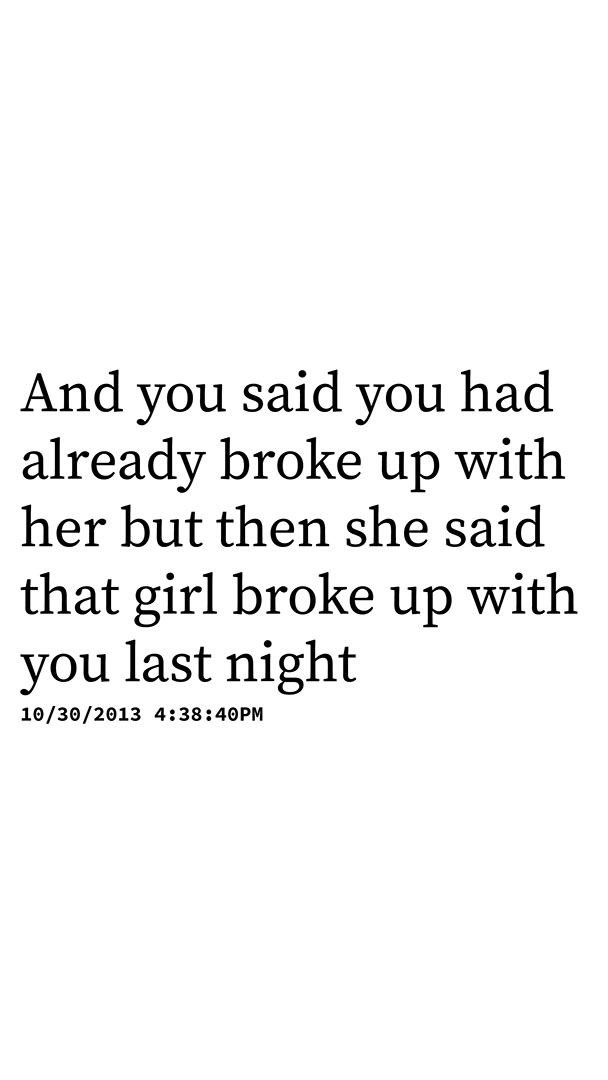 And you said you had
already broke up with
her but then she said
that girl broke up with
you last night
10/30/2013 4:38:40PM